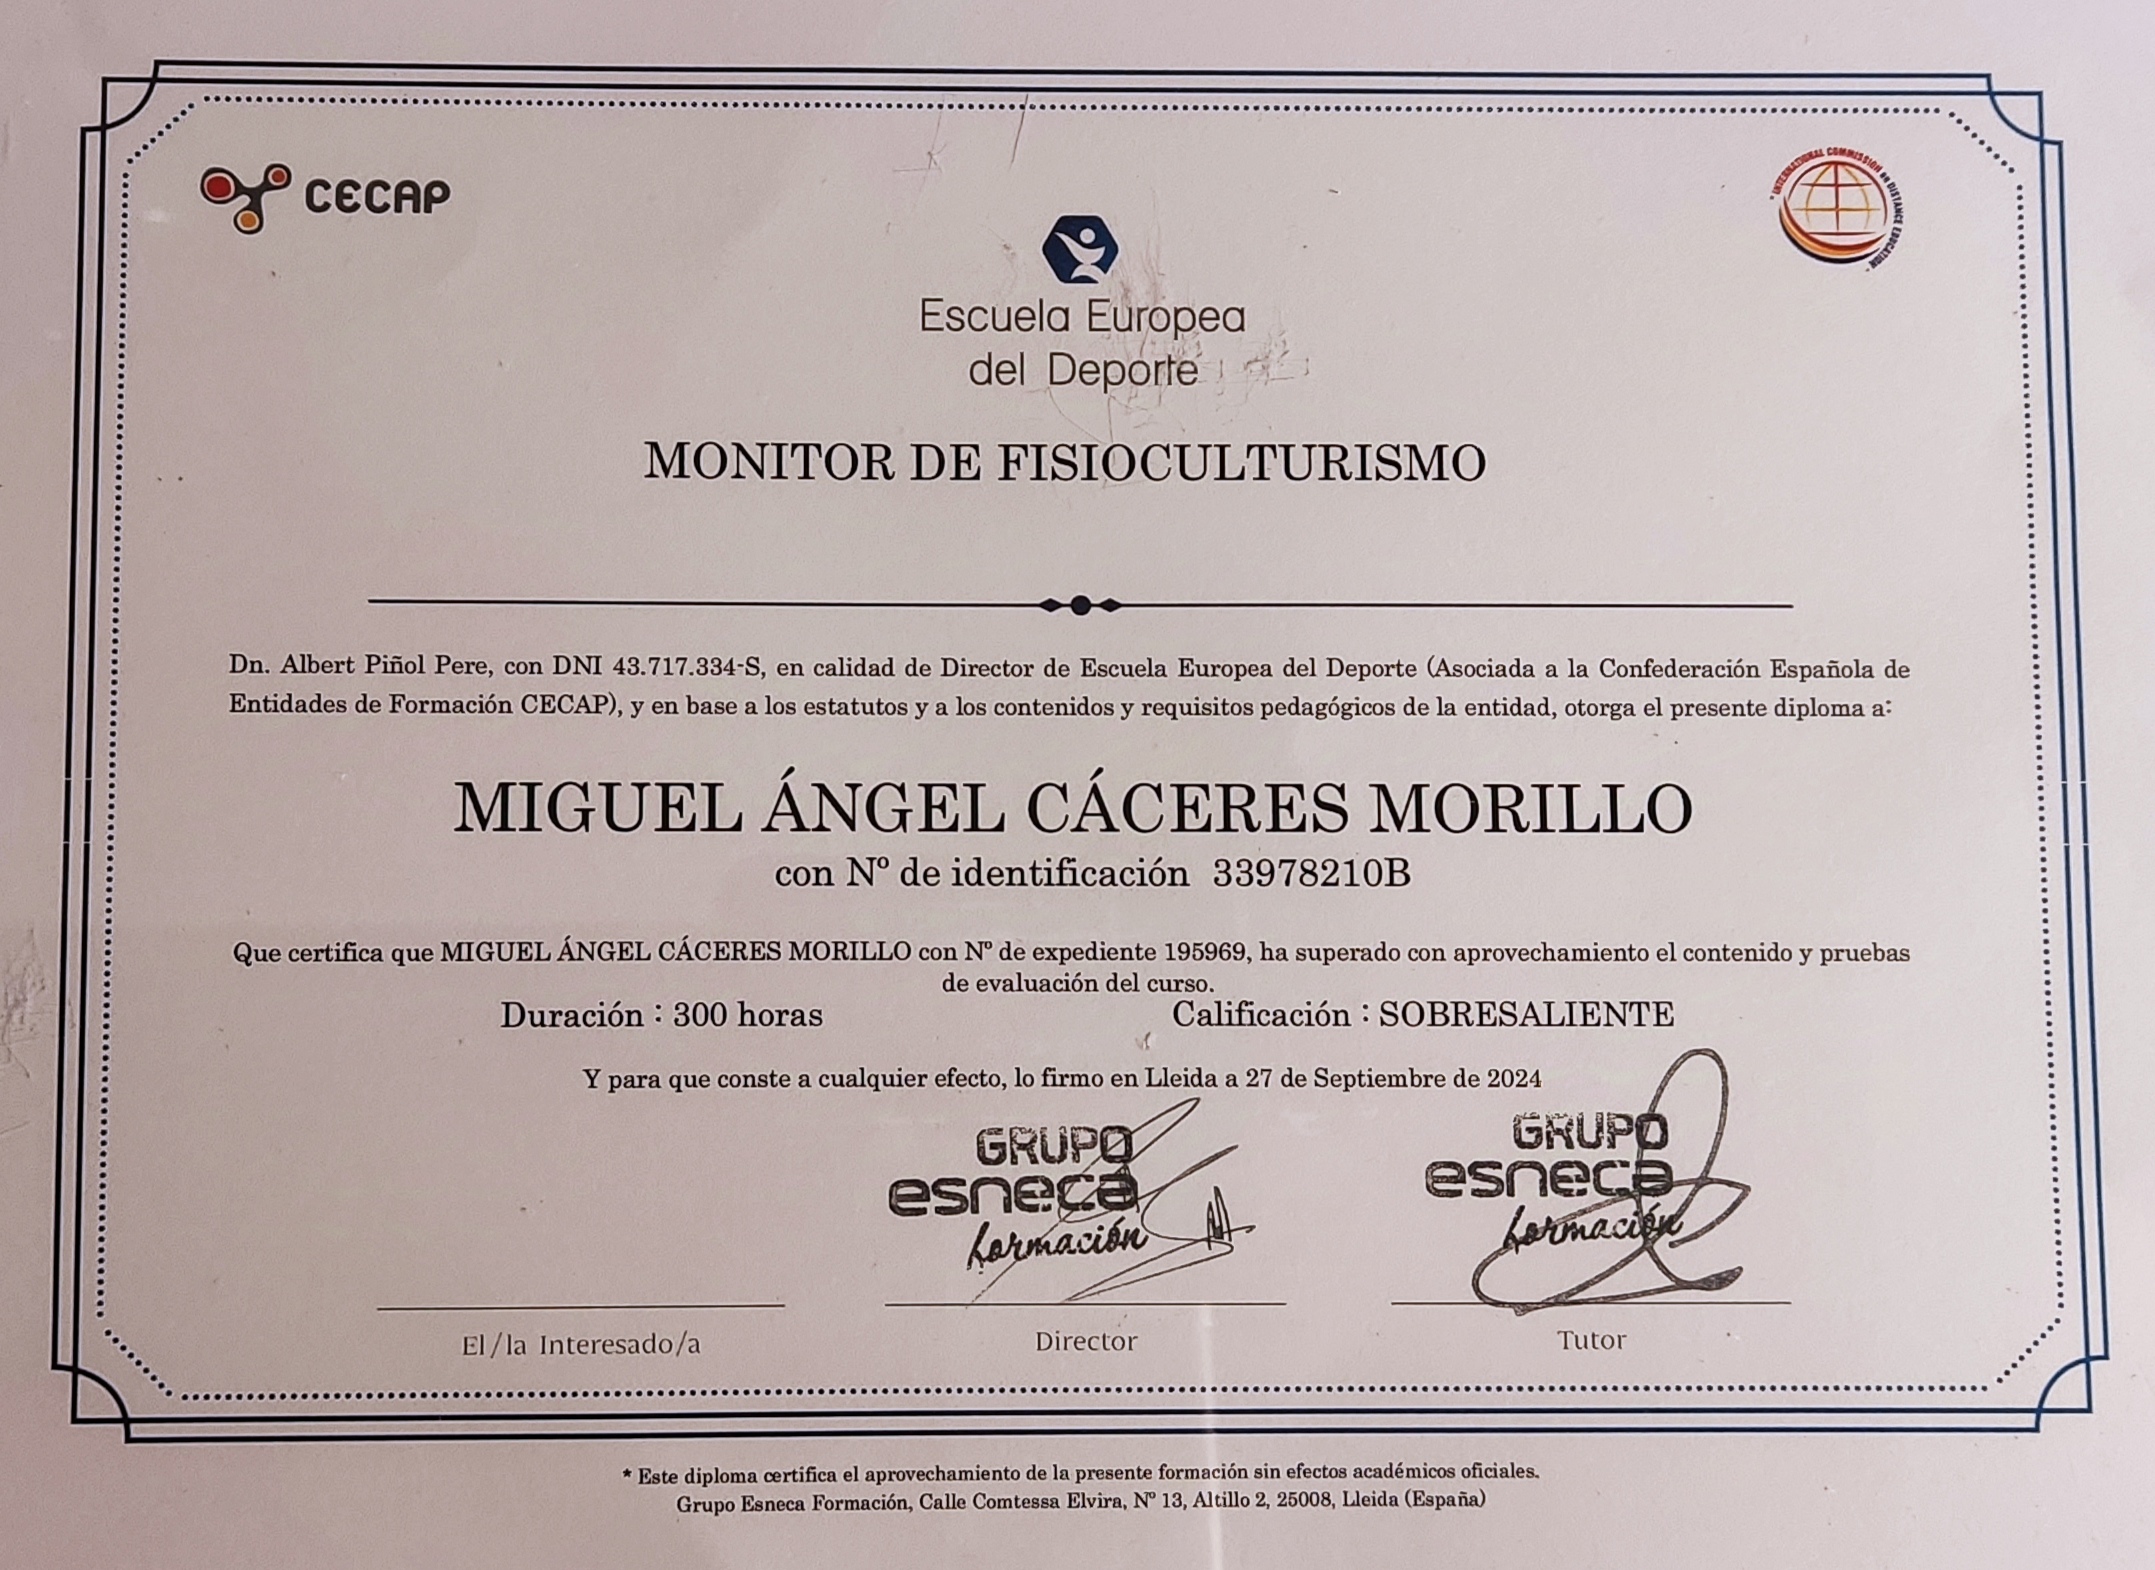 CECAP
INTERNATIONAL COMMISSION on DISTANCE EDUCATION
Escuela Europea
del Deporte
MONITOR DE FISIOCULTURISMO
Dn. Albert Piñol Pere, con DNI 43.717.334-S, en calidad de Director de Escuela Europea del Deporte (Asociada a la Confederación Española de
Entidades de Formación CECAP), y en base a los estatutos y a los contenidos y requisitos pedagógicos de la entidad, otorga el presente diploma a:
MIGUEL ÁNGEL CÁCERES MORILLO
con Nº de identificación 33978210B
Que certifica que MIGUEL ÁNGEL CÁCERES MORILLO con Nº de expediente 195969, ha superado con aprovechamiento el contenido y pruebas
de evaluación del curso.
Duración : 300 horas Calificación : SOBRESALIENTE
Y para que conste a cualquier efecto, lo firmo en Lleida a 27 de Septiembre de 2024
GRUPO
esneca
formación
GRUPO
esneca
formación
El/la Interesado/a Director Tutor
* Este diploma certifica el aprovechamiento de la presente formación sin efectos académicos oficiales.
Grupo Esneca Formación, Calle Comtessa Elvira, Nº 13, Altillo 2, 25008, Lleida (España)